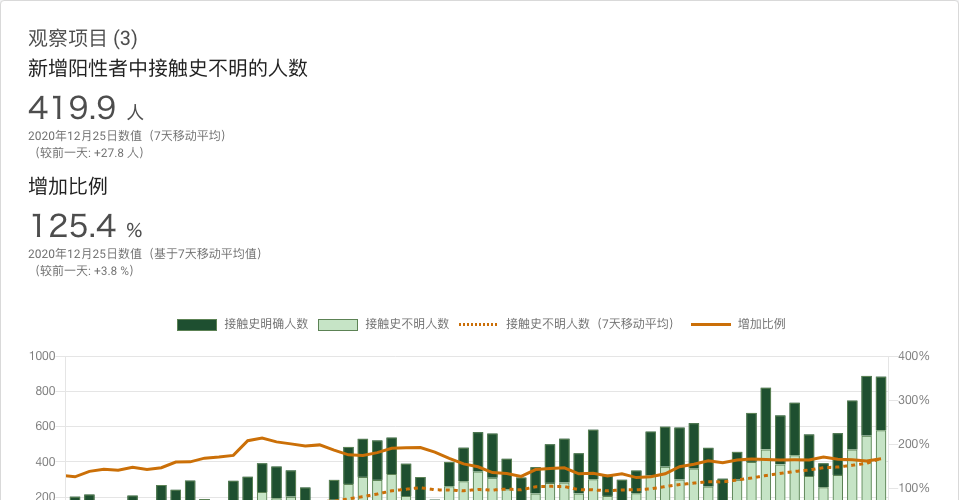 观察项目 (3)
新增阳性者中接触史不明的人数
419.9 人
2020年12月25日数值（7天移动平均）
（较前一天: +27.8 人）
增加比例
125.4 %
2020年12月25日数值（基于7天移动平均值）
（较前一天: +3.8 %）
接触史明确人数 接触史不明人数 接触史不明人数（7天移动平均） 增加比例
1000 400%
800
300%
600
200%
400
100%
200